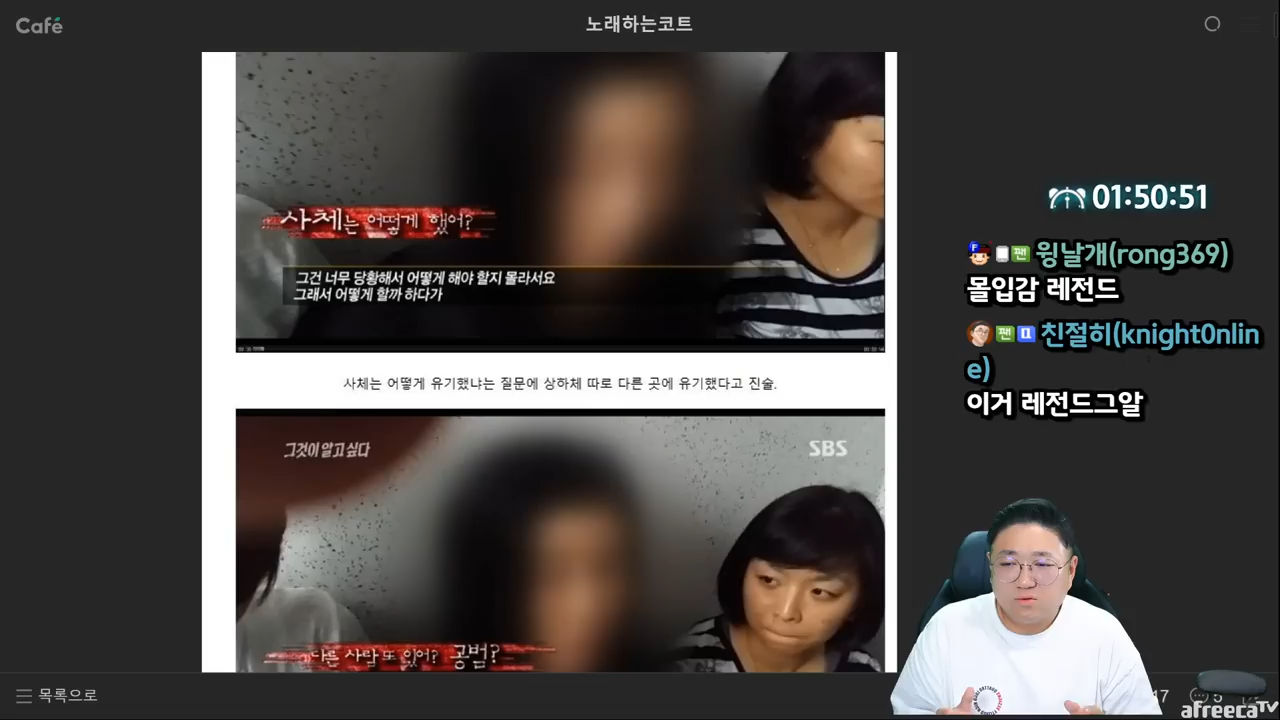 Café
노래하는코트
사체는 어떻게 했어?
그건 너무 당황해서 어떻게 해야 할지 몰라서요
그래서 어떻게 할까 하다가
사체는 어떻게 유기했냐는 질문에 상하체 따로 다른 곳에 유기했다고 진술.
그것이 알고싶다
SBS
다른 사람 또 있어? 공범?
01:50:51
팬 윙날개(rong369)
몰입감 레전드
팬 친절히(knight0nlin
e)
이거 레전드그알
목록으로
17
5
afreecaTV